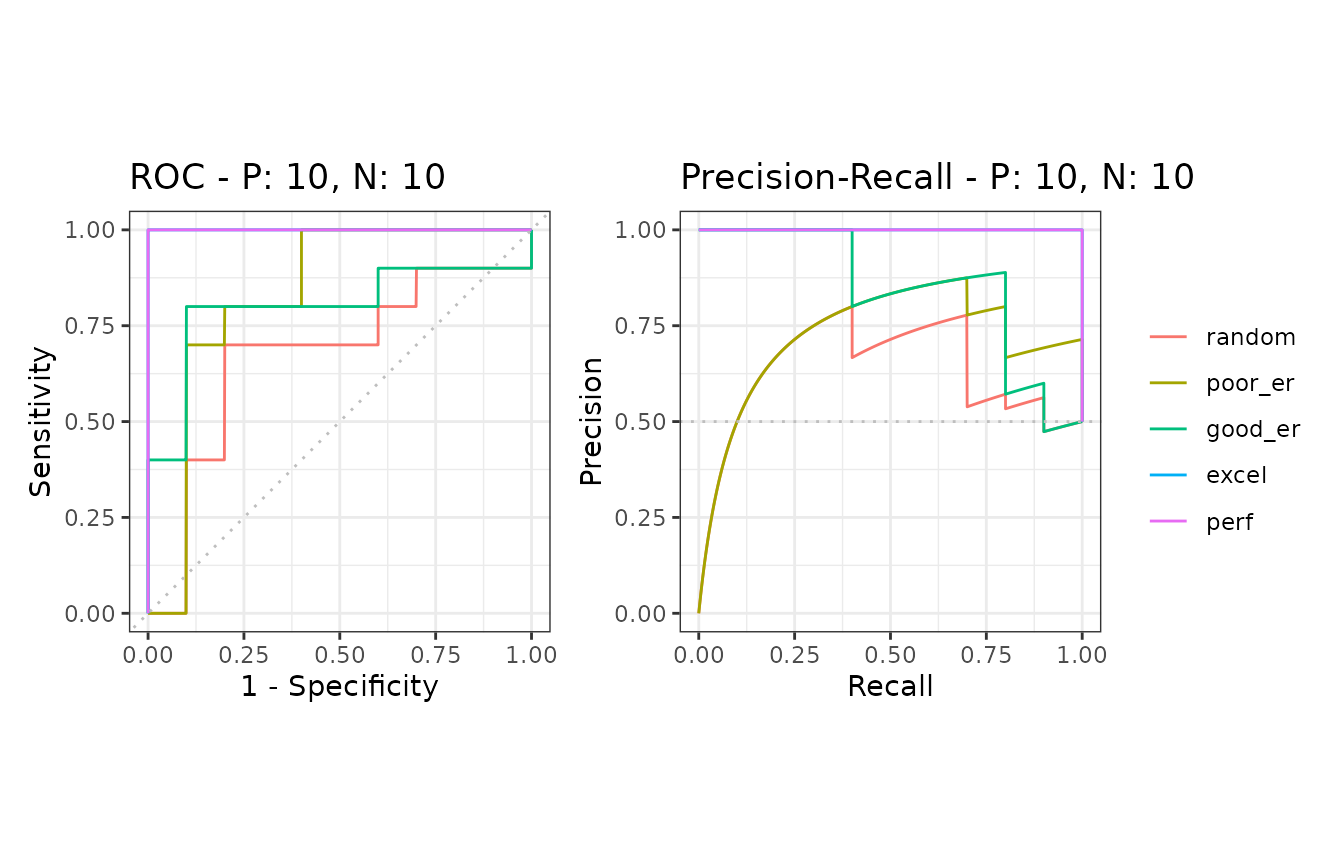 ROC - P: 10, N: 10
Sensitivity
1.00
0.75
0.50
0.25
0.00
0.00 0.25 0.50 0.75 1.00
1 - Specificity
Precision-Recall - P: 10, N: 10
Precision
1.00
0.75
0.50
0.25
0.00
0.00 0.25 0.50 0.75 1.00
Recall
random
poor_er
good_er
excel
perf